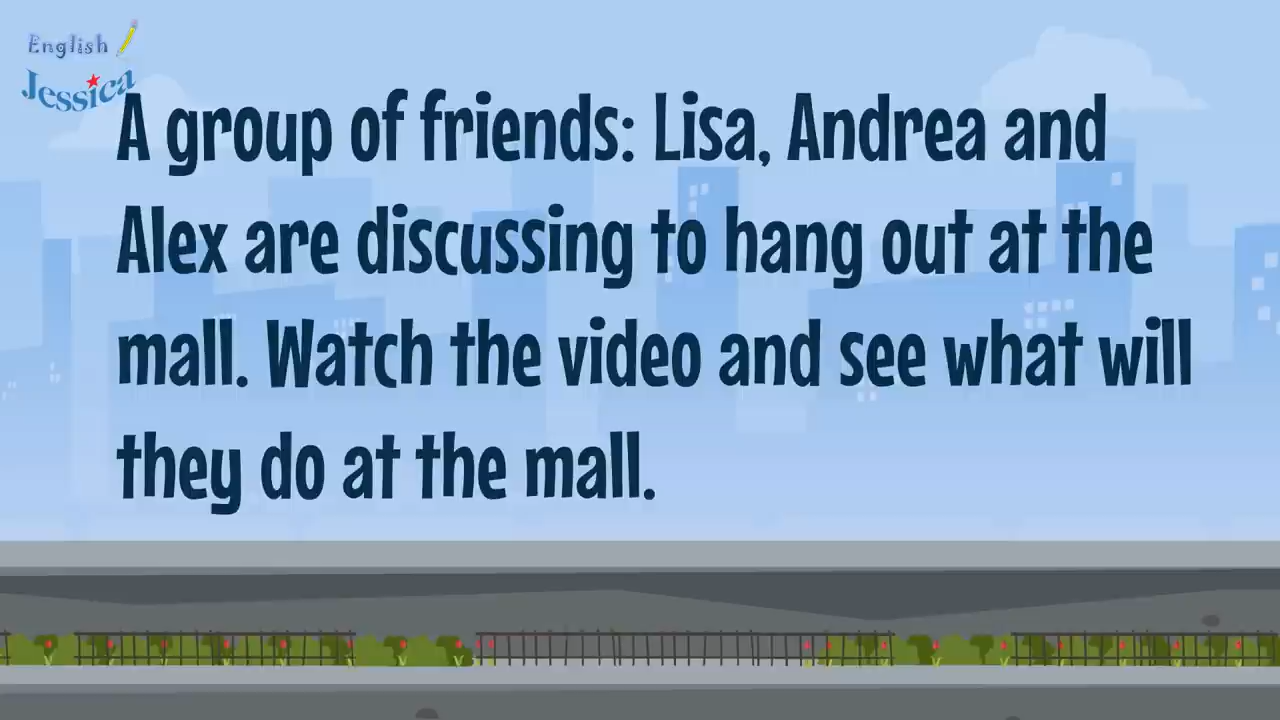 English
Jessica
A group of friends: Lisa, Andrea and
Alex are discussing to hang out at the
mall. Watch the video and see what will
they do at the mall.